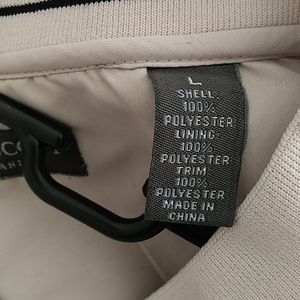 L
SHELL:
100%
POLYESTER
LINING:
100%
POLYESTER
TRIM:
100%
POLYESTER
MADE IN
CHINA